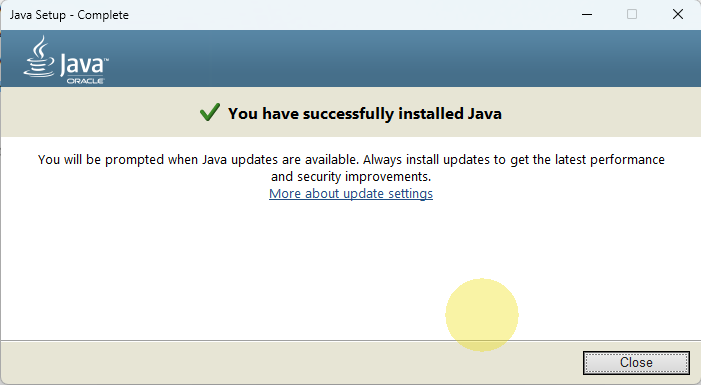 Java Setup - Complete
Java™
ORACLE
You have successfully installed Java
You will be prompted when Java updates are available. Always install updates to get the latest performance
and security improvements.
More about update settings
Close